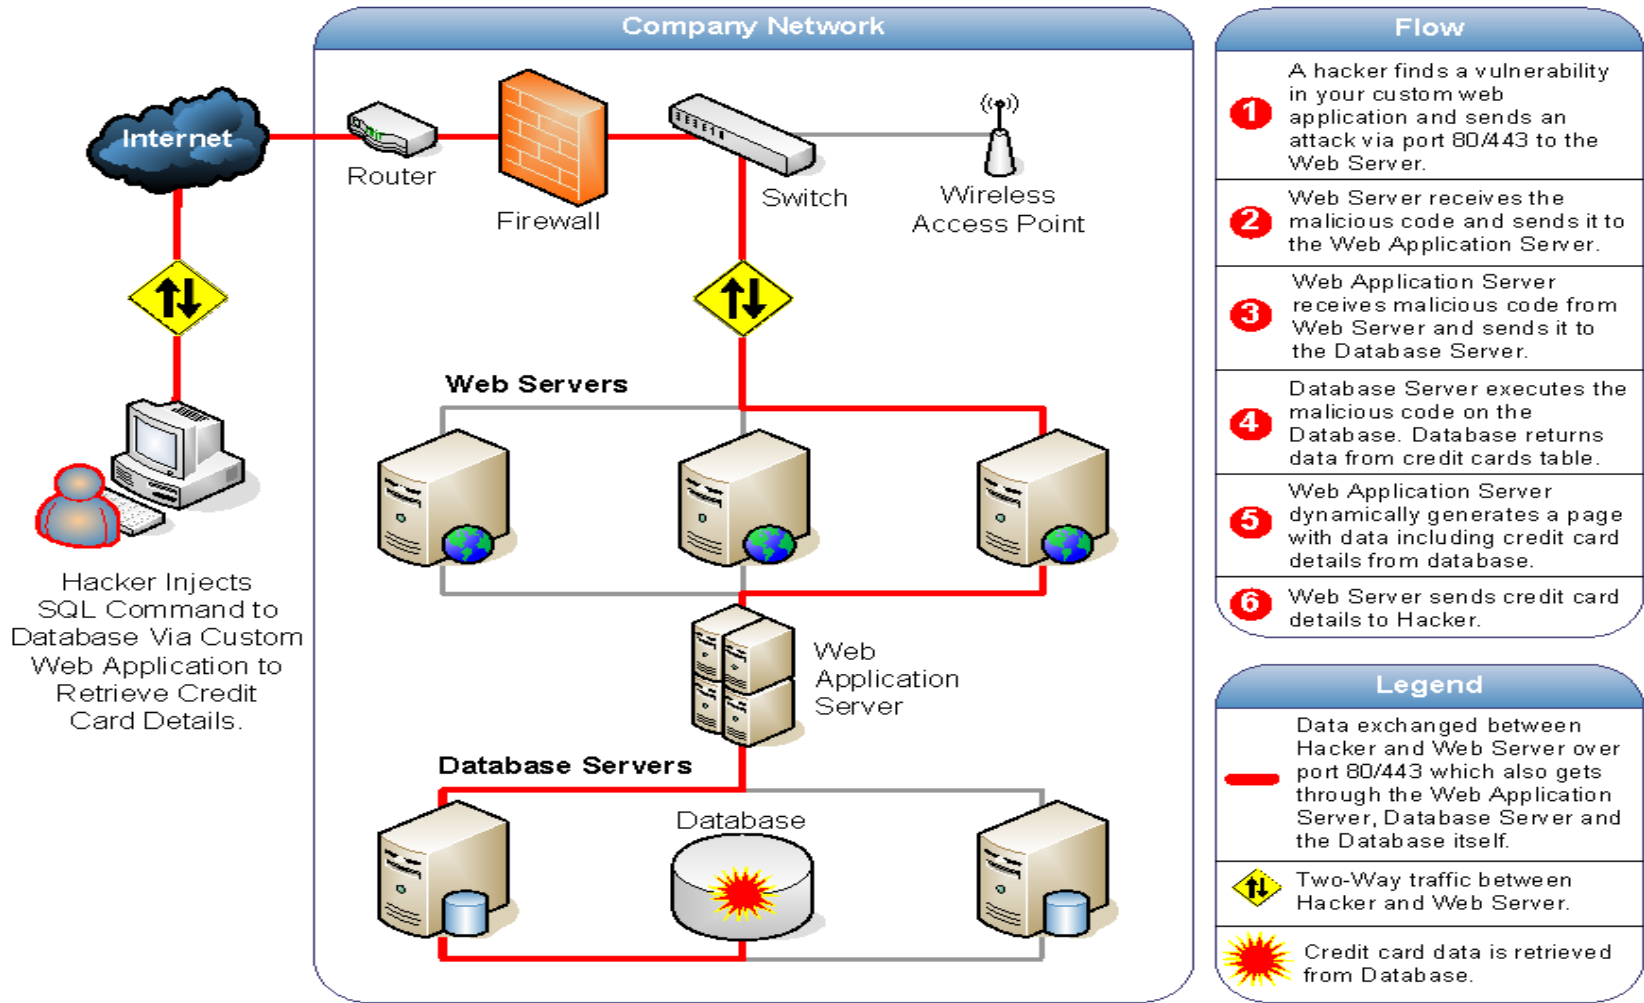 Company Network
Internet
Router
Firewall
Switch
Wireless
Access Point
Web Servers
Hacker Injects
SQL Command to
Database Via Custom
Web Application to
Retrieve Credit
Card Details.
Web
Application
Server
Database Servers
Database
Flow
1
A hacker finds a vulnerability
in your custom web
application and sends an
attack via port 80/443 to the
Web Server.
2
Web Server receives the
malicious code and sends it to
the Web Application Server.
3
Web Application Server
receives malicious code from
Web Server and sends it to
the Database Server.
4
Database Server executes the
malicious code on the
Database. Database returns
data from credit cards table.
5
Web Application Server
dynamically generates a page
with data including credit card
details from database.
6
Web Server sends credit card
details to Hacker.
Legend
Data exchanged between
Hacker and Web Server over
port 80/443 which also gets
through the Web Application
Server, Database Server and
the Database itself.
Two-Way traffic between
Hacker and Web Server.
Credit card data is retrieved
from Database.